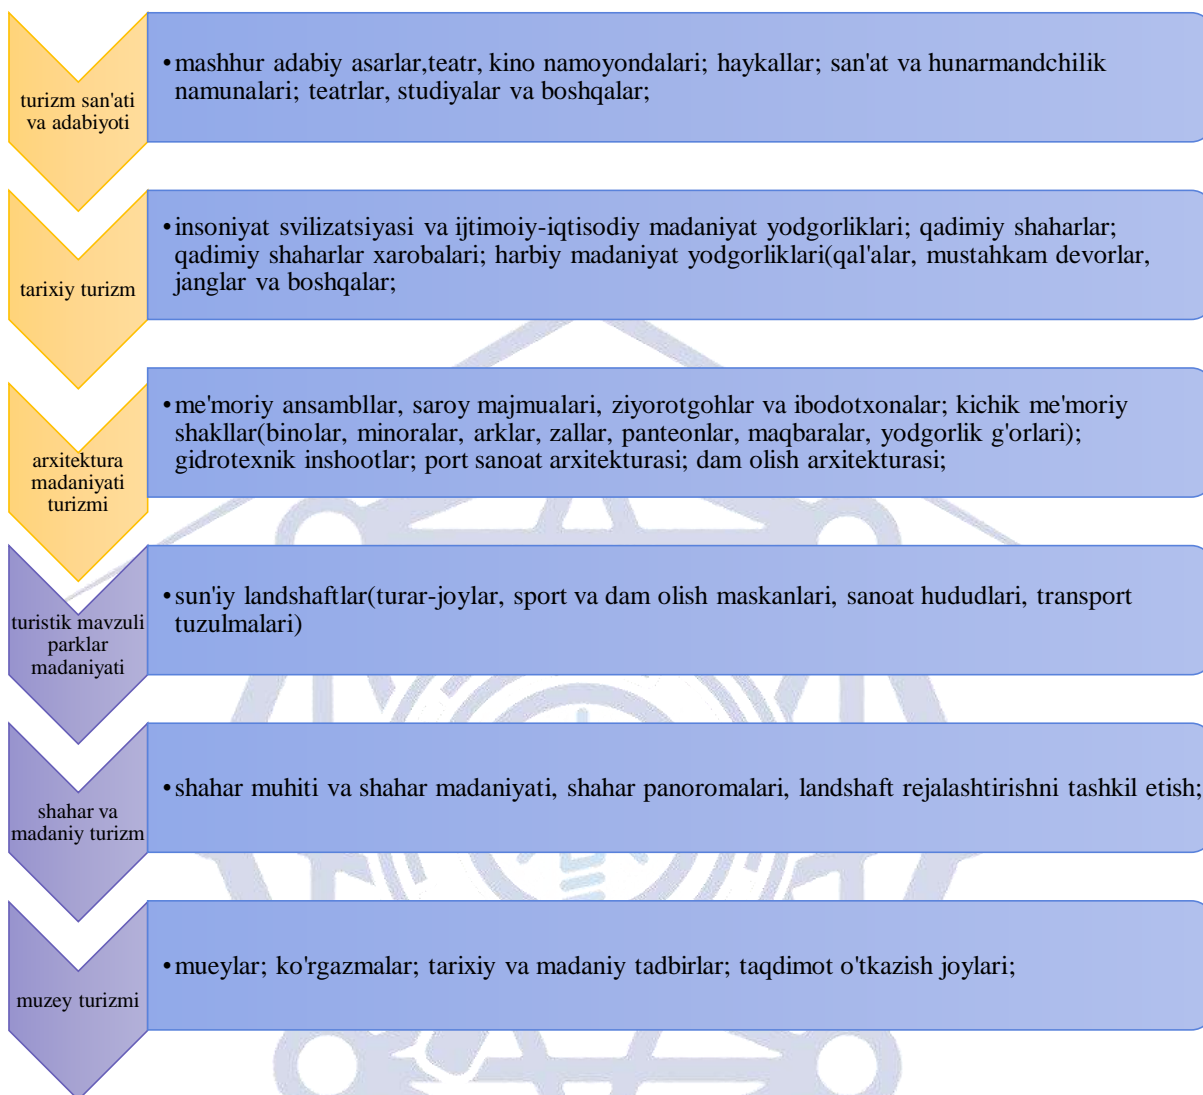 turizm san'ati
va adabiyoti
•mashhur adabiy asarlar,teatr, kino namoyondalari; haykallar; san'at va hunarmandchilik
namunalari; teatrlar, studiyalar va boshqalar;
tarixiy turizm
•insoniyat svilizatsiyasi va ijtimoiy-iqtisodiy madaniyat yodgorliklari; qadimiy shaharlar;
qadimiy shaharlar xarobalari; harbiy madaniyat yodgorliklari(qal'alar, mustahkam devorlar,
janglar va boshqalar;
arxitektura
madaniyati
turizmi
•me'moriy ansambllar, saroy majmualari, ziyorotgohlar va ibodotxonalar; kichik me'moriy
shakllar(binolar, minoralar, arklar, zallar, panteonlar, maqbaralar, yodgorlik g'orlari);
gidrotexnik inshootlar; port sanoat arxitekturasi; dam olish arxitekturasi;
turistik mavzuli
parklar
madaniyati
•sun'iy landshaftlar(turar-joylar, sport va dam olish maskanlari, sanoat hududlari, transport
tuzulmalari)
shahar va
madaniy turizm
•shahar muhiti va shahar madaniyati, shahar panoromalari, landshaft rejalashtirishni tashkil etish;
muzey turizmi
•mueylar; ko'rgazmalar; tarixiy va madaniy tadbirlar; taqdimot o'tkazish joylari;